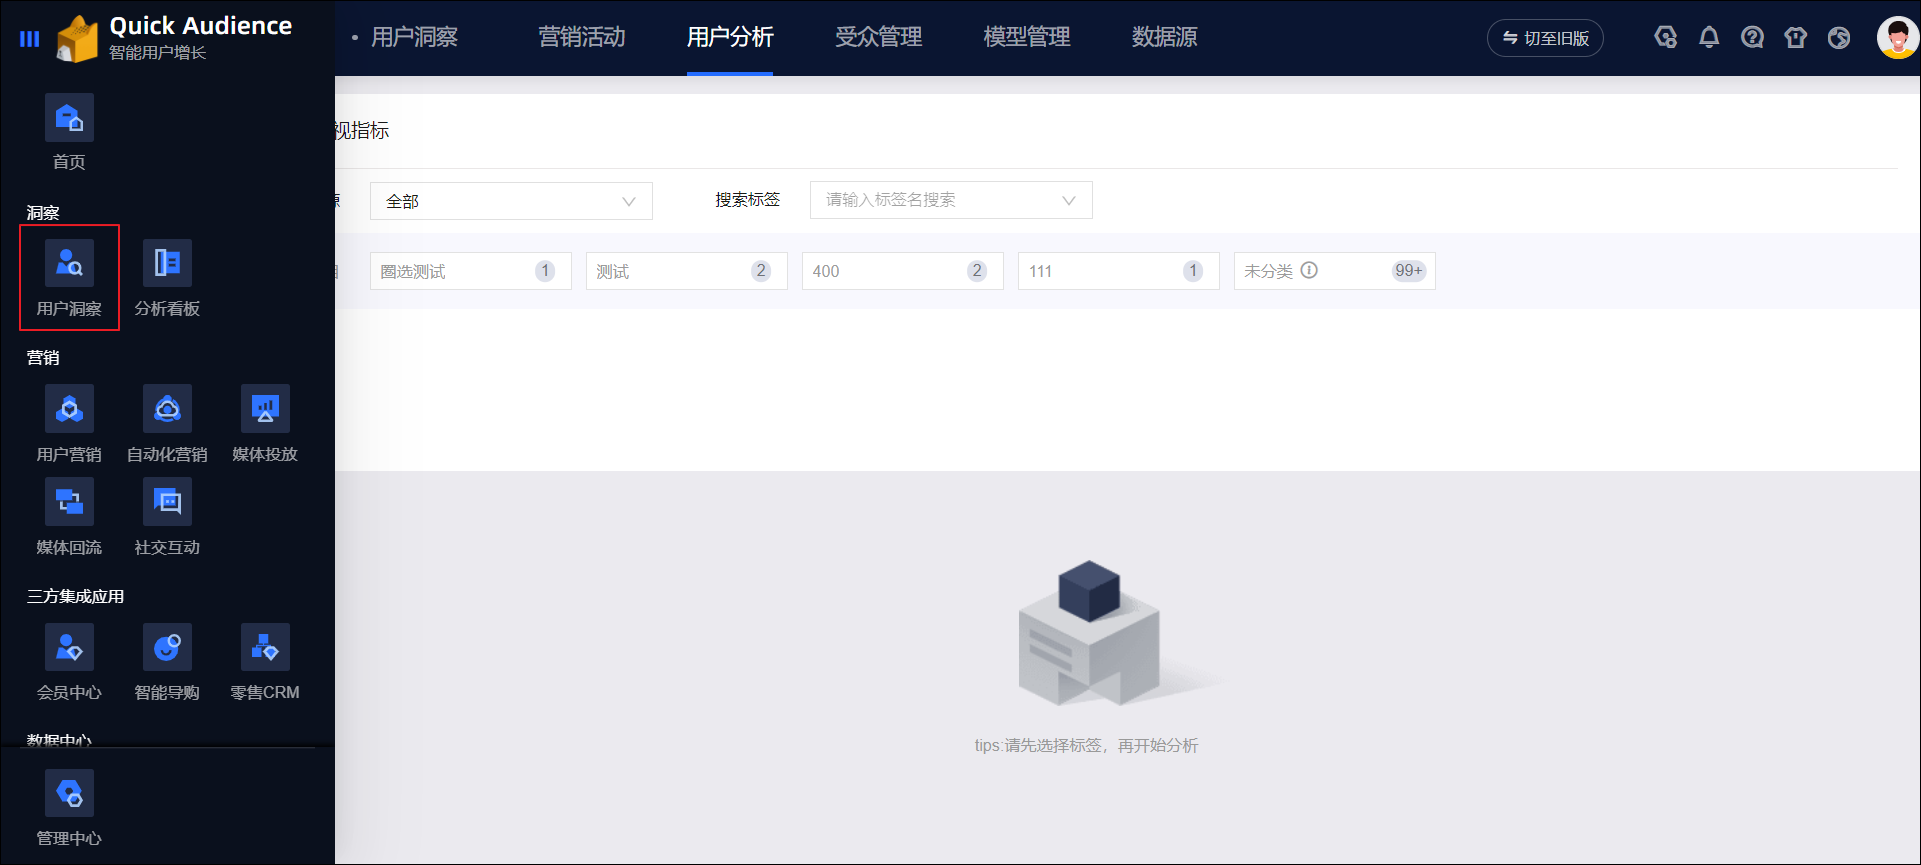 Quick Audience
智能用户增长
• 用户洞察
营销活动
用户分析
受众管理
模型管理
数据源
切至旧版
首页
洞察
用户洞察
分析看板
营销
用户营销
自动化营销
媒体投放
媒体回流
社交互动
三方集成应用
会员中心
智能导购
零售CRM
数据中心
管理中心
视指标
全部
搜索标签
请输入标签名搜索
圈选测试 1
测试 2
400 2
111 1
未分类 99+
tips:请先选择标签，再开始分析